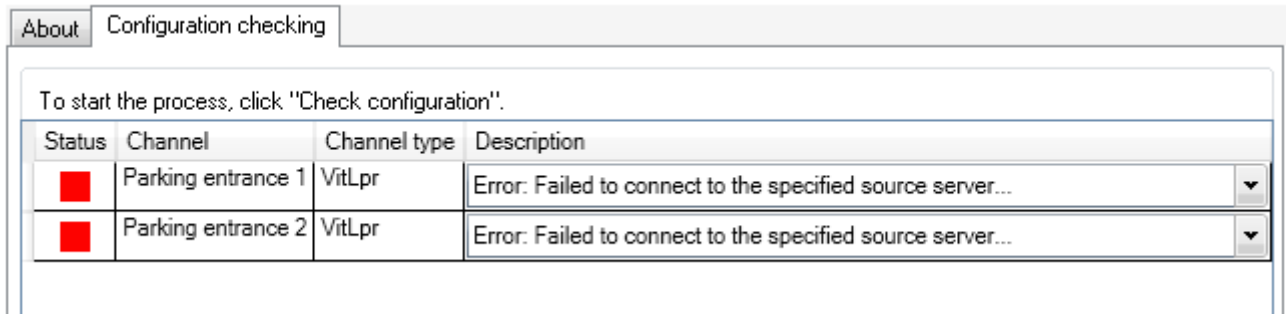 About Configuration checking
To start the process, click "Check configuration".
Status Channel Channel type Description
Parking entrance 1 VitLpr Error: Failed to connect to the specified source server...
Parking entrance 2 VitLpr Error: Failed to connect to the specified source server...